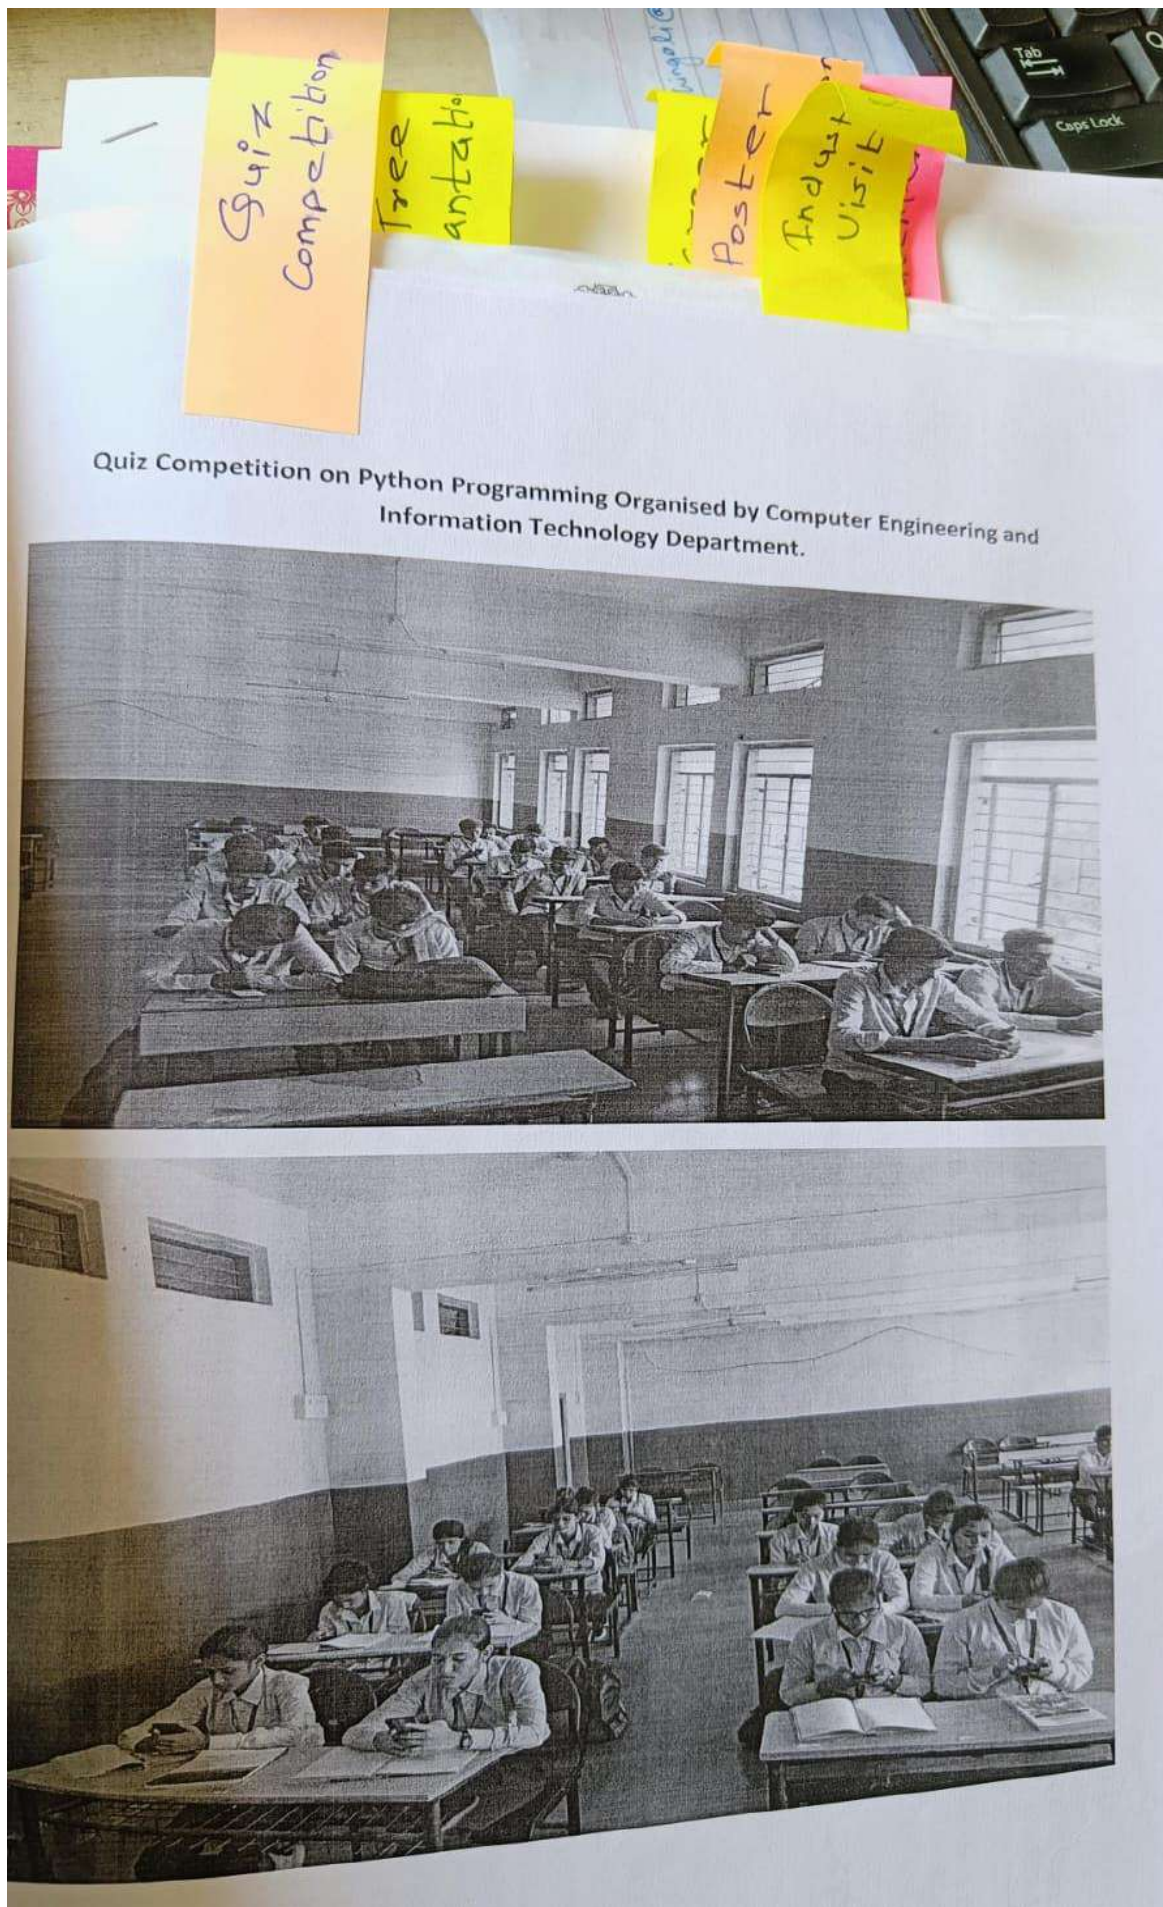 Quiz
Competition
Tree
antatio
Poster
Indust
Visit
Tab
Caps Lock
Quiz Competition on Python Programming Organised by Computer Engineering and
Information Technology Department.